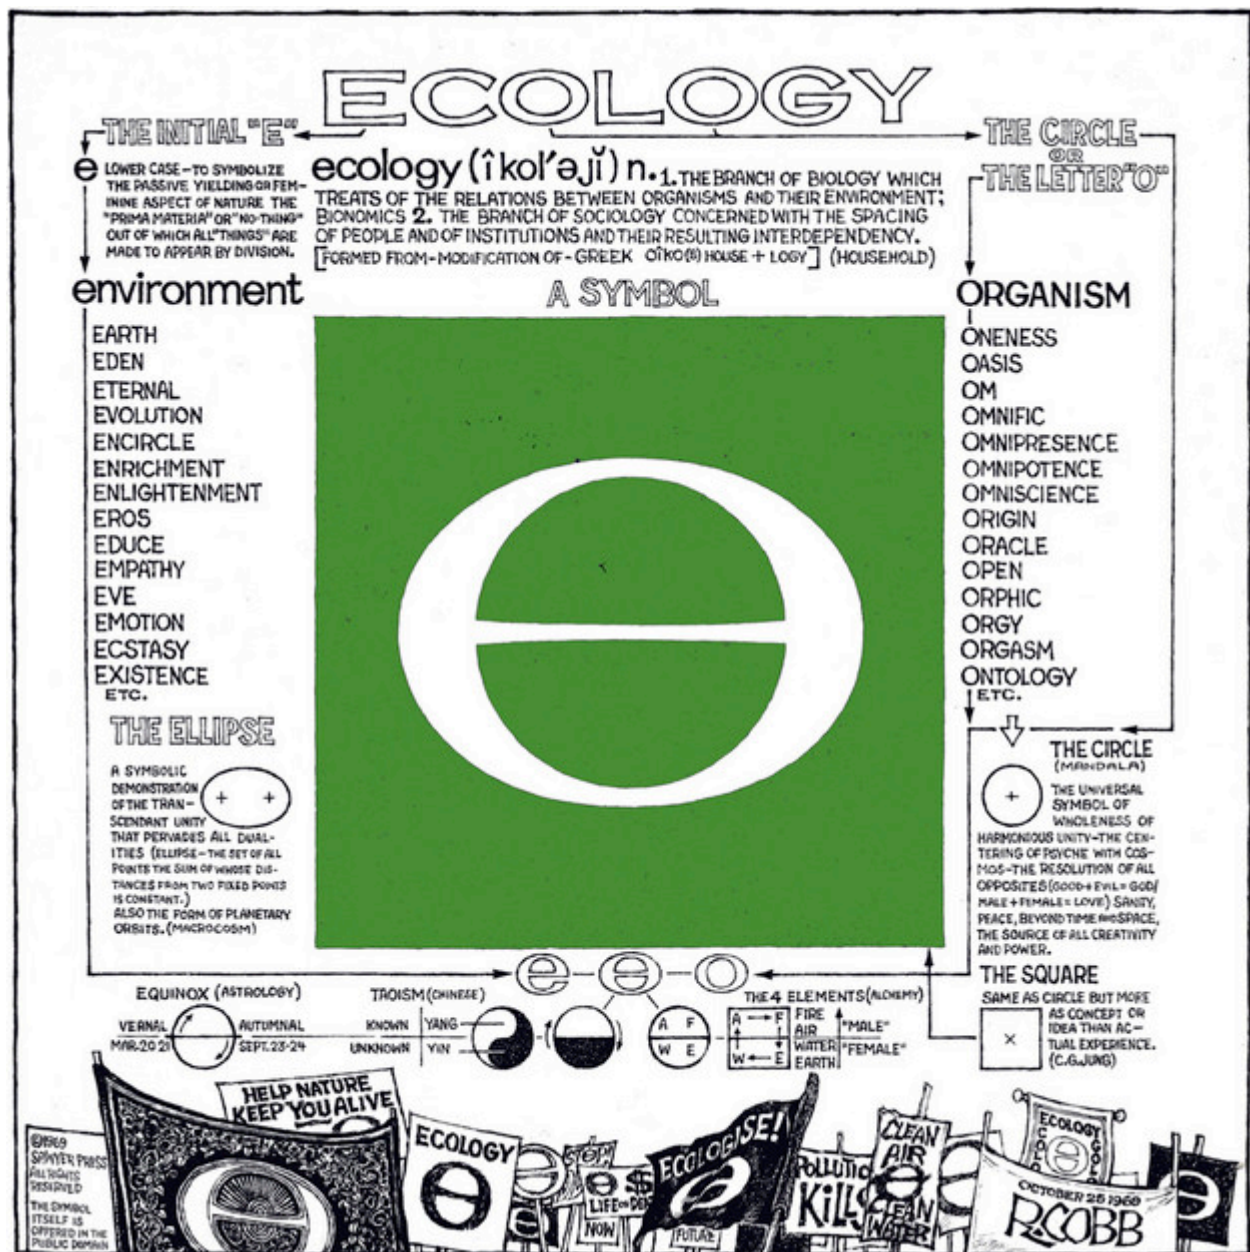 ECOLOGY
THE INITIAL "E"
e LOWER CASE – TO SYMBOLIZE
THE PASSIVE YIELDING OR FEM-
ININE ASPECT OF NATURE THE
"PRIMA MATERIA" OR "NO-THING"
OUT OF WHICH ALL "THINGS" ARE
MADE TO APPEAR BY DIVISION.
environment
EARTH
EDEN
ETERNAL
EVOLUTION
ENCIRCLE
ENRICHMENT
ENLIGHTENMENT
EROS
EDUCE
EMPATHY
EVE
EMOTION
ECSTASY
EXISTENCE
ETC.
THE ELLIPSE
A SYMBOLIC
DEMONSTRATION
OF THE TRAN-
SCENDANT UNITY
THAT PERVADES ALL DUAL-
ITIES (ELLIPSE – THE SET OF ALL
POINTS THE SUM OF WHOSE DIS-
TANCES FROM TWO FIXED POINTS
IS CONSTANT.)
ALSO THE FORM OF PLANETARY
ORBITS. (MACROCOSM)
ecology (î kol′əjĭ) n. 1. THE BRANCH OF BIOLOGY WHICH
TREATS OF THE RELATIONS BETWEEN ORGANISMS AND THEIR ENVIRONMENT;
BIONOMICS 2. THE BRANCH OF SOCIOLOGY CONCERNED WITH THE SPACING
OF PEOPLE AND OF INSTITUTIONS AND THEIR RESULTING INTERDEPENDENCY.
[FORMED FROM – MODIFICATION OF – GREEK OÎKO(S) HOUSE + LOGY] (HOUSEHOLD)
A SYMBOL
THE CIRCLE
OR
THE LETTER "O"
ORGANISM
ONENESS
OASIS
OM
OMNIFIC
OMNIPRESENCE
OMNIPOTENCE
OMNISCIENCE
ORIGIN
ORACLE
OPEN
ORPHIC
ORGY
ORGASM
ONTOLOGY
ETC.
THE CIRCLE
(MANDALA)
THE UNIVERSAL
SYMBOL OF
WHOLENESS OF
HARMONIOUS UNITY – THE CEN-
TERING OF PSYCHE WITH COS-
MOS – THE RESOLUTION OF ALL
OPPOSITES (GOOD + EVIL = GOD/
MALE + FEMALE = LOVE) SANITY,
PEACE, BEYOND TIME AND SPACE,
THE SOURCE OF ALL CREATIVITY
AND POWER.
THE SQUARE
SAME AS CIRCLE BUT MORE
AS CONCEPT OR
IDEA THAN AC-
TUAL EXPERIENCE.
(C.G. JUNG)
e – Θ – O
EQUINOX (ASTROLOGY)
VERNAL
MAR. 20 21
AUTUMNAL
SEPT. 23-24
TAOISM (CHINESE)
KNOWN YANG
UNKNOWN YIN
A F
W E
THE 4 ELEMENTS (ALCHEMY)
A F
W E
FIRE
AIR
WATER
EARTH
"MALE"
"FEMALE"
©1969
SAWYER PRESS
ALL RIGHTS
RESERVED
THE SYMBOL
ITSELF IS
OFFERED IN THE
PUBLIC DOMAIN
HELP NATURE
KEEP YOU ALIVE
ECOLOGY
STOP!
LIFE OR
NOW
$
ECOLOGISE!
FUTURE
KILLS
CLEAN
AIR
CLEAN
WATER
ECOLOGY
OCTOBER 25 1969
R. COBB